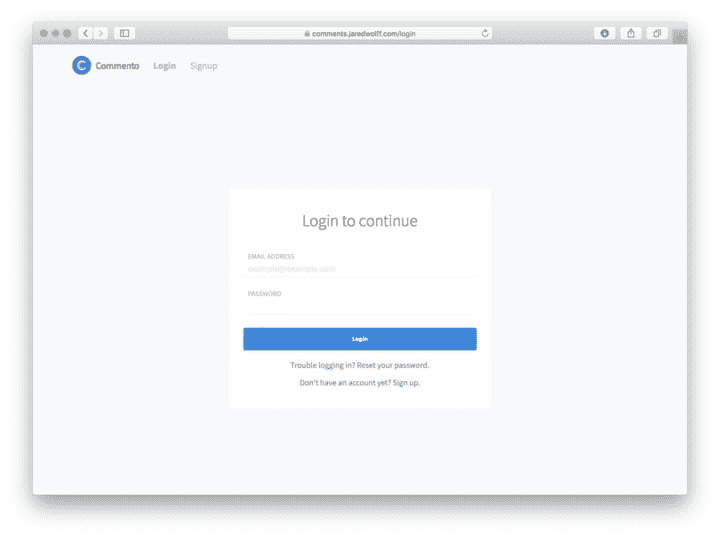 comments.jaredwolff.com/login
C Commento Login Signup
Login to continue
EMAIL ADDRESS
example@example.com
PASSWORD
Login
Trouble logging in? Reset your password.
Don't have an account yet? Sign up.